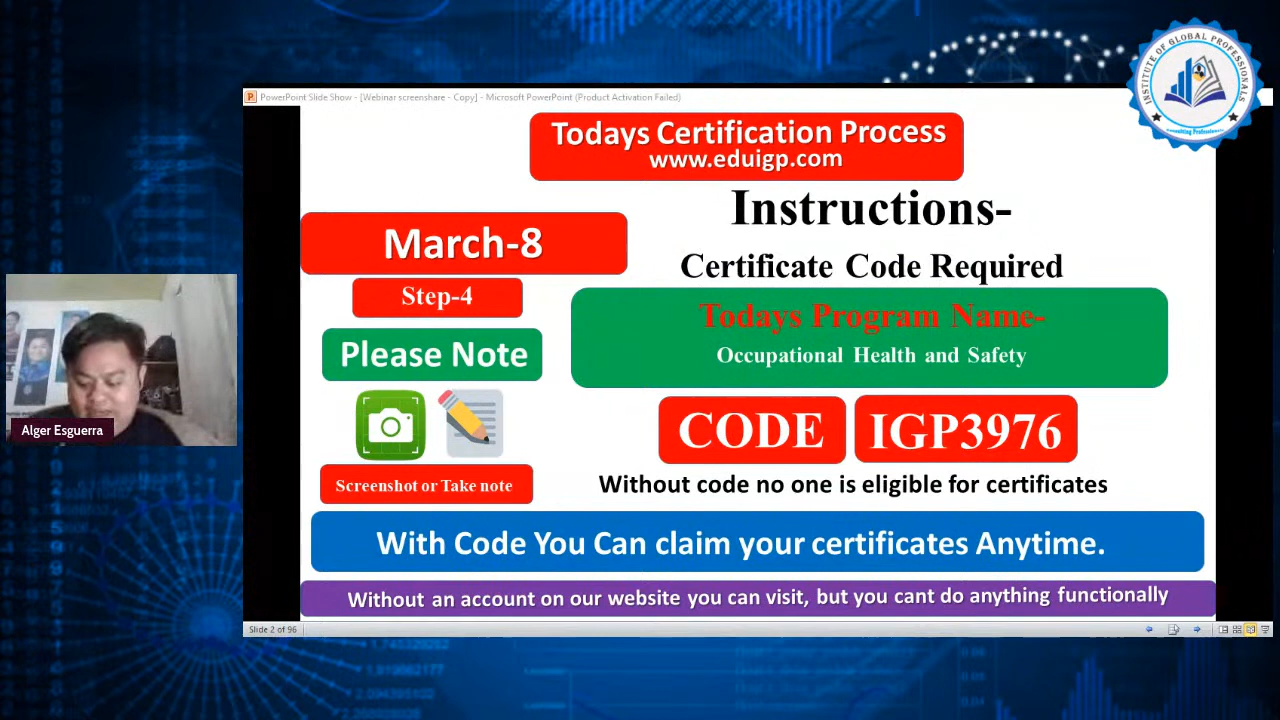 INSTITUTE OF GLOBAL PROFESSIONALS
Consulting Professionals
PowerPoint Slide Show - [Webinar screenshare - Copy] - Microsoft PowerPoint (Product Activation Failed)
Todays Certification Process
www.eduigp.com
Instructions-
March-8
Certificate Code Required
Step-4
Todays Program Name-
Please Note
Occupational Health and Safety
CODE IGP3976
Alger Esguerra
Screenshot or Take note
Without code no one is eligible for certificates
With Code You Can claim your certificates Anytime.
Without an account on our website you can visit, but you cant do anything functionally
Slide 2 of 96